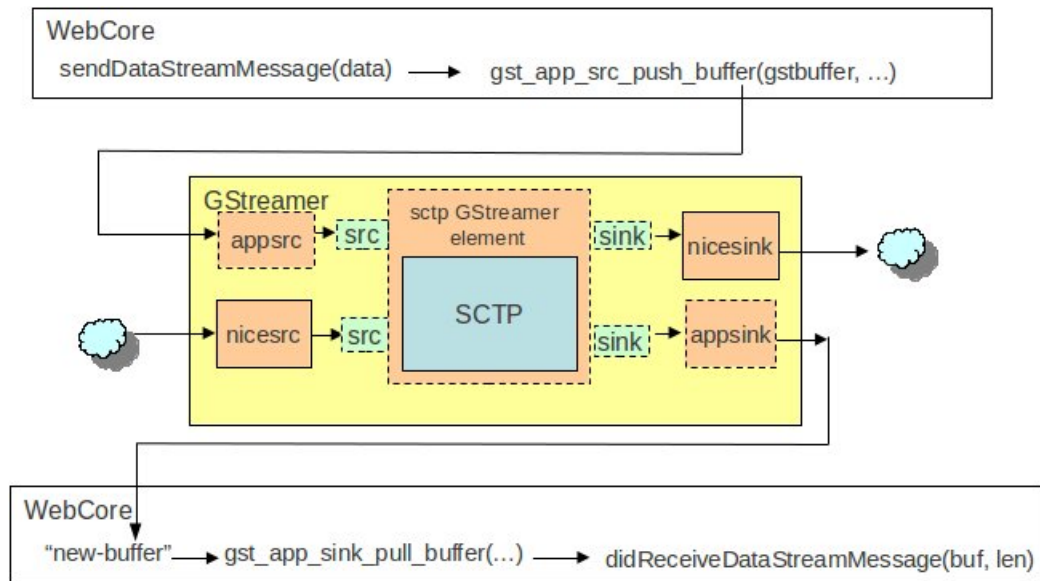 WebCore
sendDataStreamMessage(data)
gst_app_src_push_buffer(gstbuffer, …)
GStreamer
appsrc
src
sctp GStreamer
element
sink
nicesink
SCTP
nicesrc
src
sink
appsink
WebCore
“new-buffer”
gst_app_sink_pull_buffer(…)
didReceiveDataStreamMessage(buf, len)